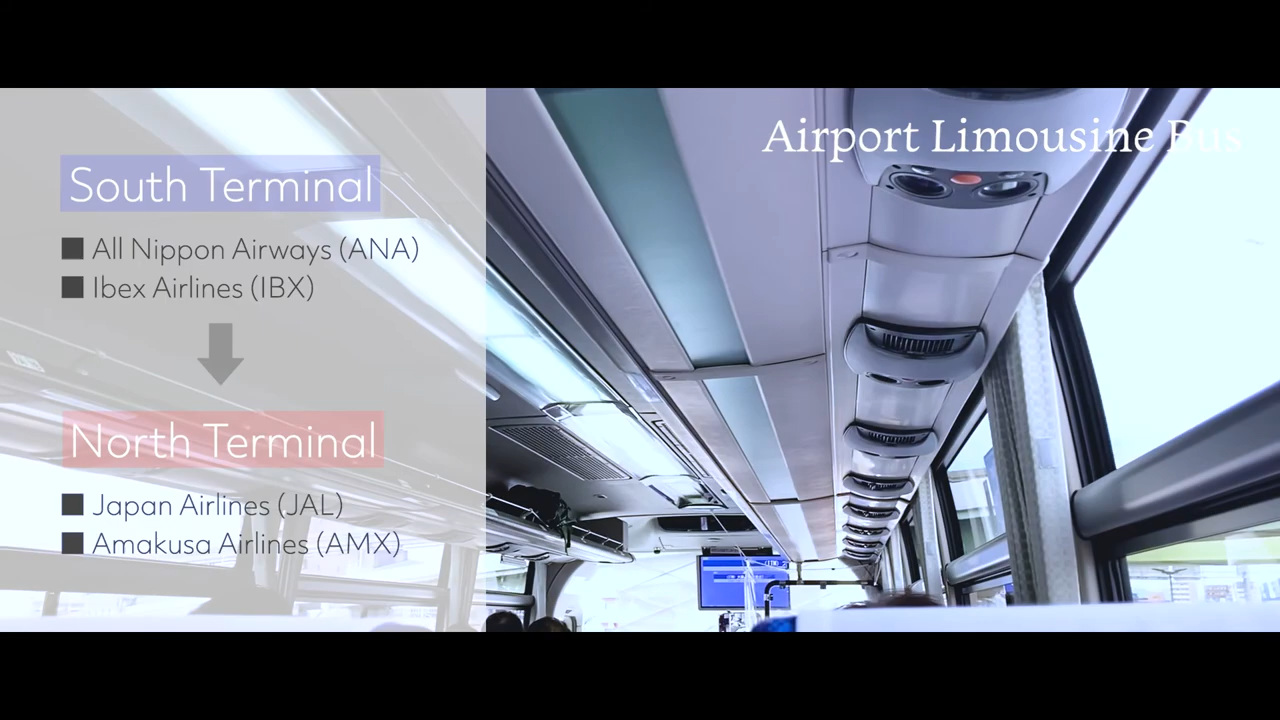 Airport Limousine Bus
South Terminal
■ All Nippon Airways (ANA)
■ Ibex Airlines (IBX)
North Terminal
■ Japan Airlines (JAL)
■ Amakusa Airlines (AMX)